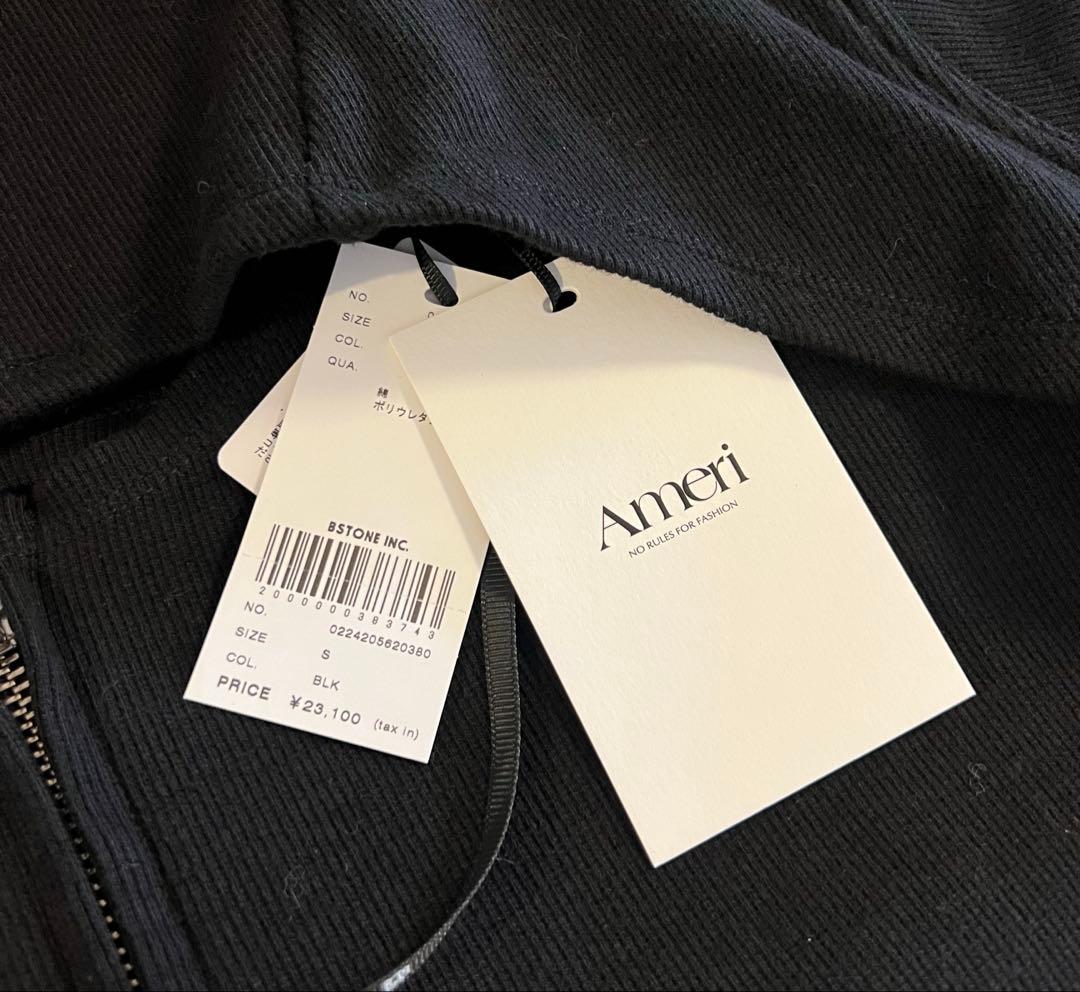 NO.
SIZE
COL.
QUA.
綿
ポリウレタ
BSTONE INC.
2000000383743
NO. 0224205620380
SIZE S
COL. BLK
PRICE ¥23,100 (tax in)
Ameri
NO RULES FOR FASHION